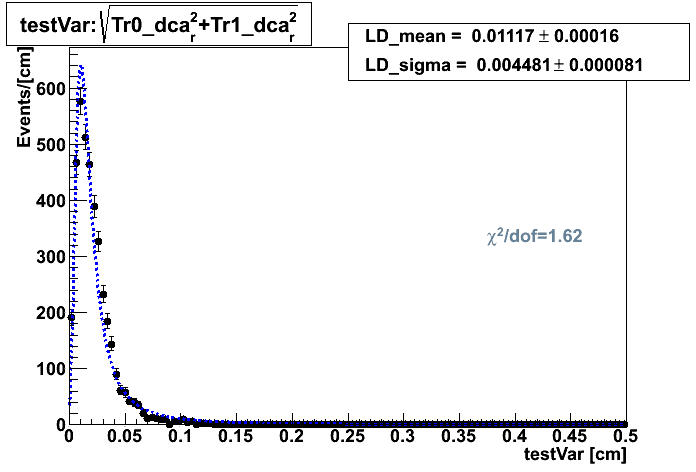 testVar:√Tr0_dca²ᵣ+Tr1_dca²ᵣ
LD_mean = 0.01117 ± 0.00016
LD_sigma = 0.004481 ± 0.000081
Events/[cm]
600
500
400
300
200
100
0
χ²/dof=1.62
0 0.05 0.1 0.15 0.2 0.25 0.3 0.35 0.4 0.45 0.5
testVar [cm]